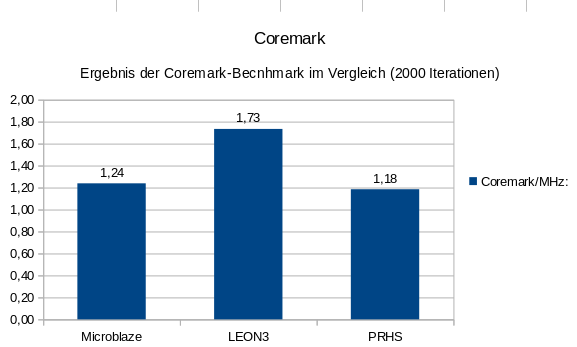 Coremark
Ergebnis der Coremark-Becnhmark im Vergleich (2000 Iterationen)
2,00
1,80
1,60
1,40
1,20
1,00
0,80
0,60
0,40
0,20
0,00
1,24
1,73
1,18
Microblaze
LEON3
PRHS
Coremark/MHz: